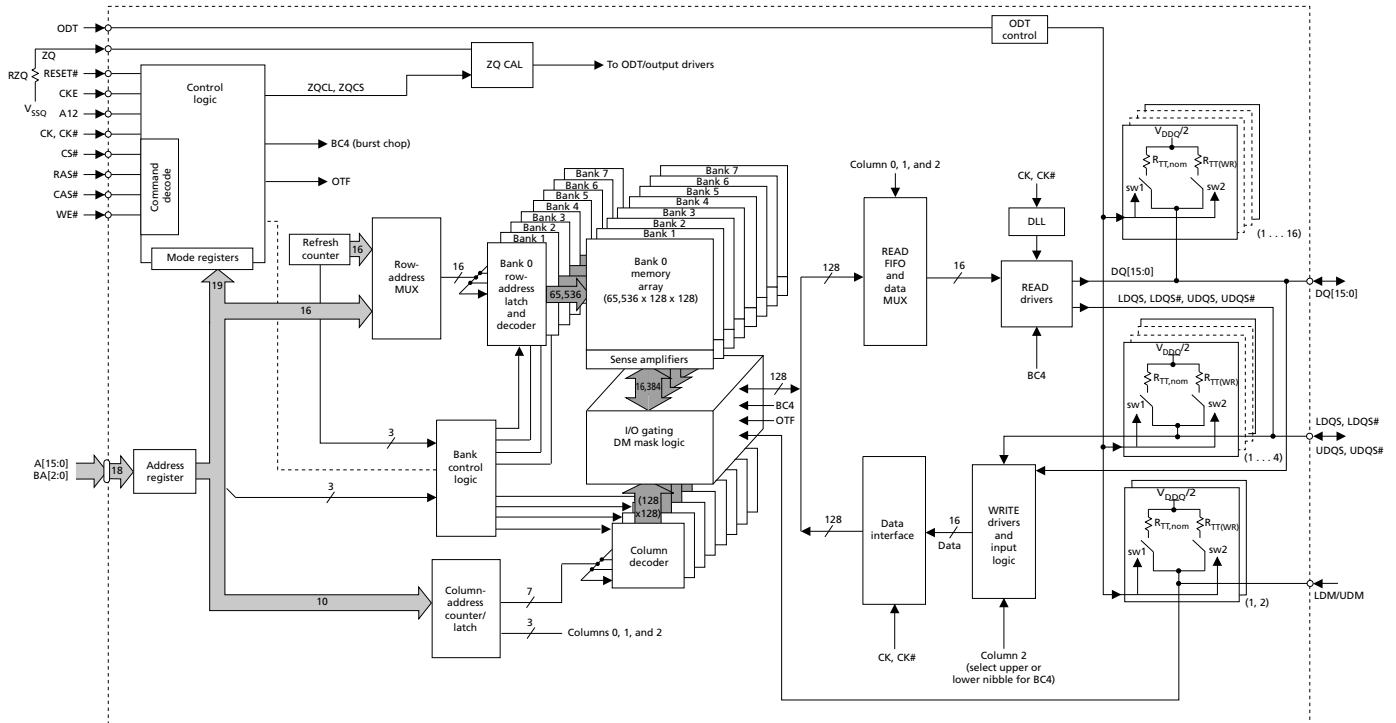 ODT
ODT
control
ZQ
RZQ
RESET#
CKE
VSSQ
A12
CK, CK#
CS#
RAS#
CAS#
WE#
Control
logic
Command
decode
Mode registers
ZQCL, ZQCS
ZQ CAL
To ODT/output drivers
BC4 (burst chop)
OTF
Refresh
counter
16
Row-
address
MUX
16
19
16
Bank 7
Bank 6
Bank 5
Bank 4
Bank 3
Bank 2
Bank 1
Bank 0
row-
address
latch
and
decoder
65,536
Bank 7
Bank 6
Bank 5
Bank 4
Bank 3
Bank 2
Bank 1
Bank 0
memory
array
(65,536 x 128 x 128)
Sense amplifiers
16,384
I/O gating
DM mask logic
128
BC4
OTF
3
Bank
control
logic
3
A[15:0]
BA[2:0]
18
Address
register
(128
x128)
Column
decoder
10
Column-
address
counter/
latch
7
3
Columns 0, 1, and 2
Column 0, 1, and 2
128
READ
FIFO
and
data
MUX
16
CK, CK#
DLL
READ
drivers
BC4
DQ[15:0]
DQ[15:0]
LDQS, LDQS#, UDQS, UDQS#
VDDQ/2
RTT,nom
RTT(WR)
sw1
sw2
(1 . . . 16)
VDDQ/2
RTT,nom
RTT(WR)
sw1
sw2
(1 . . . 4)
LDQS, LDQS#
UDQS, UDQS#
128
Data
interface
16
Data
WRITE
drivers
and
input
logic
CK, CK#
Column 2
(select upper or
lower nibble for BC4)
VDDQ/2
RTT,nom
RTT(WR)
sw1
sw2
(1, 2)
LDM/UDM